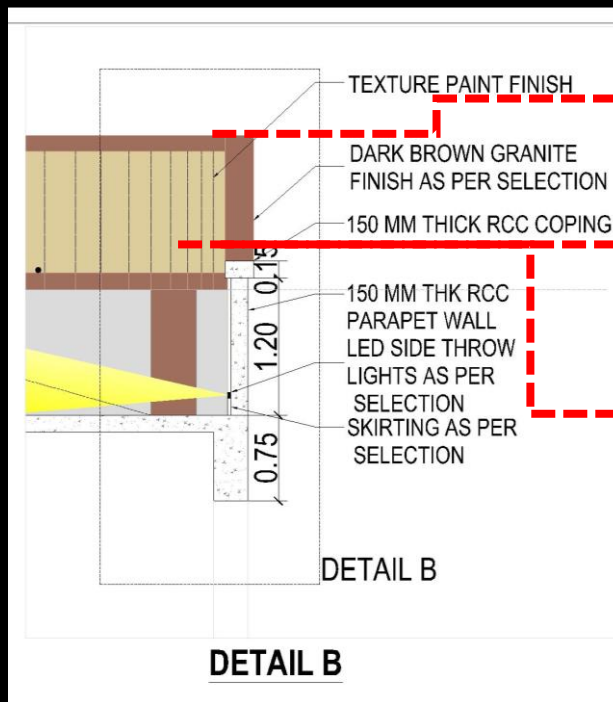 TEXTURE PAINT FINISH
DARK BROWN GRANITE
FINISH AS PER SELECTION
150 MM THICK RCC COPING
0.15
150 MM THK RCC
PARAPET WALL
1.20
LED SIDE THROW
LIGHTS AS PER
SELECTION
SKIRTING AS PER
SELECTION
0.75
DETAIL B
DETAIL B